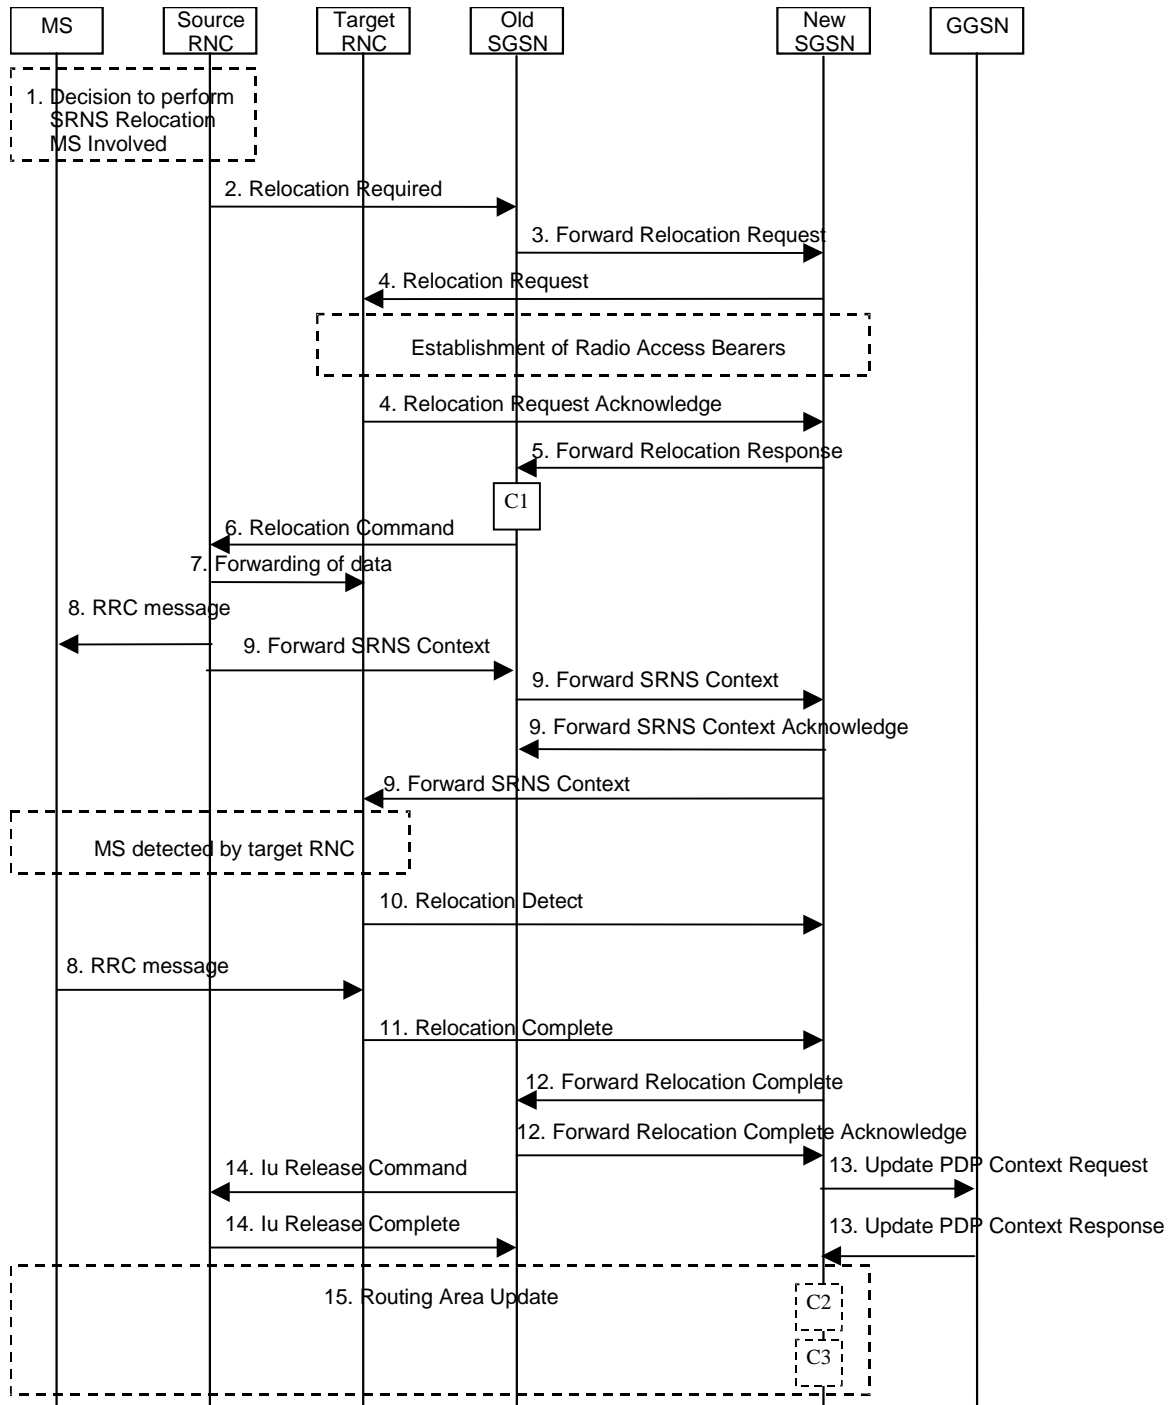 MS
Source
RNC
Target
RNC
Old
SGSN
New
SGSN
GGSN
1. Decision to perform
SRNS Relocation
MS Involved
2. Relocation Required
3. Forward Relocation Request
4. Relocation Request
Establishment of Radio Access Bearers
4. Relocation Request Acknowledge
5. Forward Relocation Response
C1
6. Relocation Command
7. Forwarding of data
8. RRC message
9. Forward SRNS Context
9. Forward SRNS Context
9. Forward SRNS Context Acknowledge
9. Forward SRNS Context
MS detected by target RNC
10. Relocation Detect
8. RRC message
11. Relocation Complete
12. Forward Relocation Complete
12. Forward Relocation Complete Acknowledge
14. Iu Release Command
13. Update PDP Context Request
14. Iu Release Complete
13. Update PDP Context Response
15. Routing Area Update
C2
C3